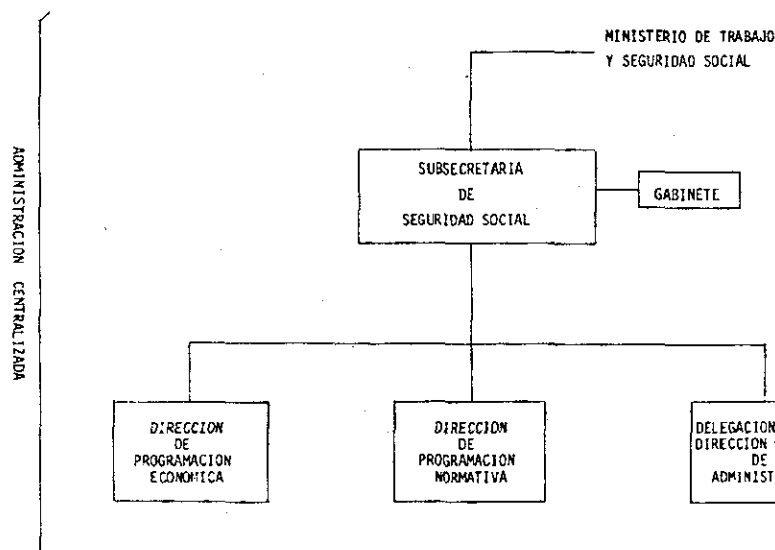 MINISTERIO DE TRABAJO
Y SEGURIDAD SOCIAL
ADMINISTRACION CENTRALIZADA
SUBSECRETARIA
DE
SEGURIDAD SOCIAL
GABINETE
DIRECCION
DE
PROGRAMACION
ECONOMICA
DIRECCION
DE
PROGRAMACION
NORMATIVA
DELEGACION
DIRECCION
DE
ADMINIST